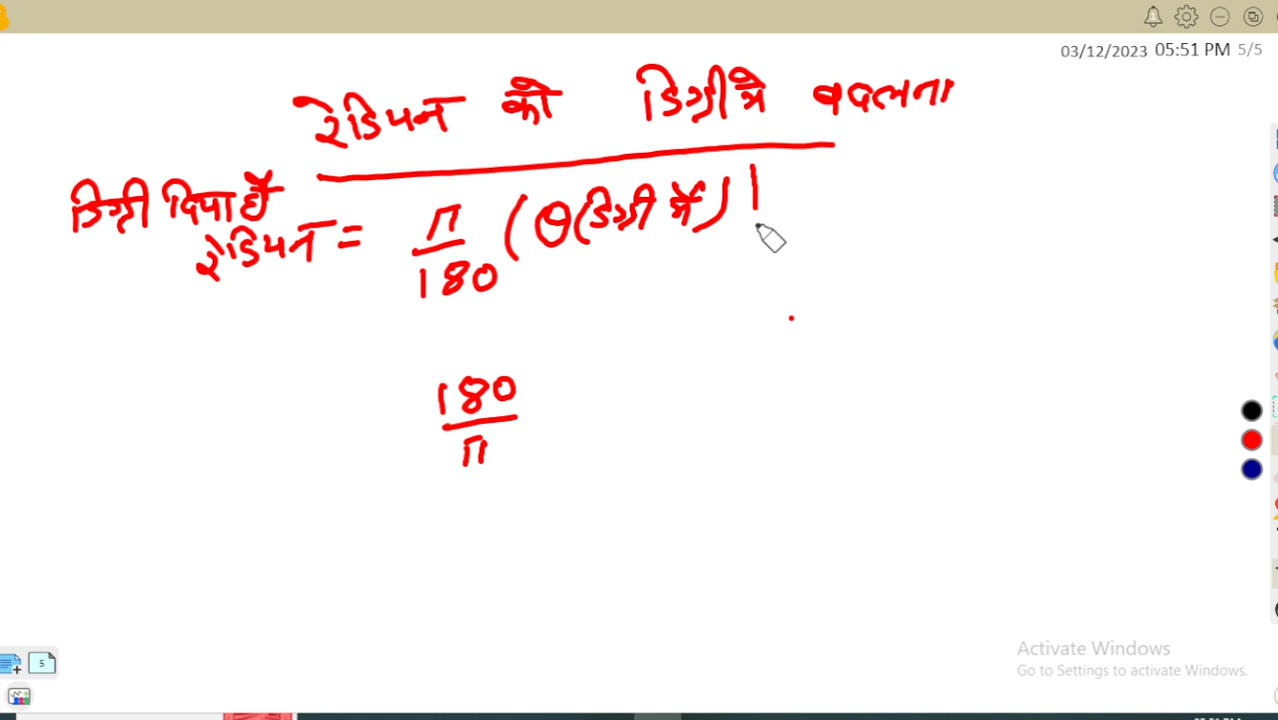 03/12/2023 05:51 PM 5/5
रेडियन को डिग्री मे बदलना
डिग्री दिया है
रेडियन = π/180 (θ(डिग्री में)
180/π
Activate Windows
Go to Settings to activate Windows.
5